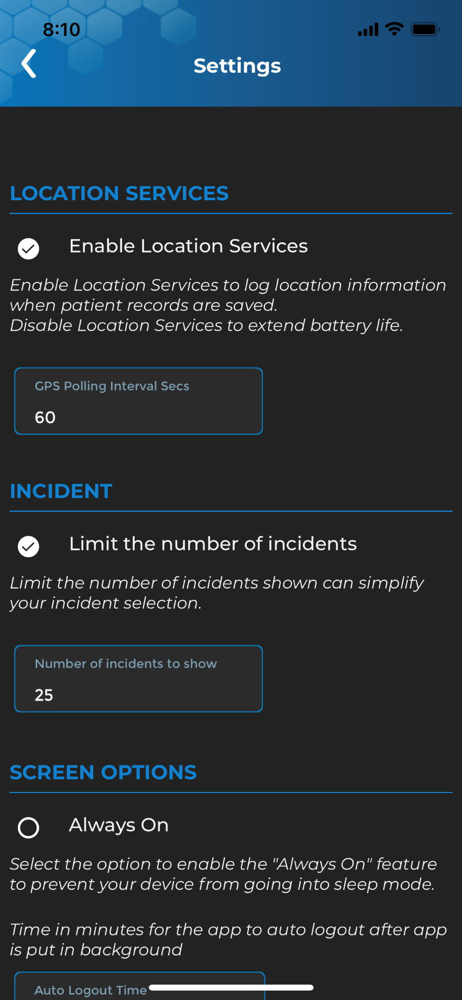 8:10
Settings
LOCATION SERVICES
Enable Location Services
Enable Location Services to log location information
when patient records are saved.
Disable Location Services to extend battery life.
GPS Polling Interval Secs
60
INCIDENT
Limit the number of incidents
Limit the number of incidents shown can simplify
your incident selection.
Number of incidents to show
25
SCREEN OPTIONS
Always On
Select the option to enable the "Always On" feature
to prevent your device from going into sleep mode.
Time in minutes for the app to auto logout after app
is put in background
Auto Logout Time